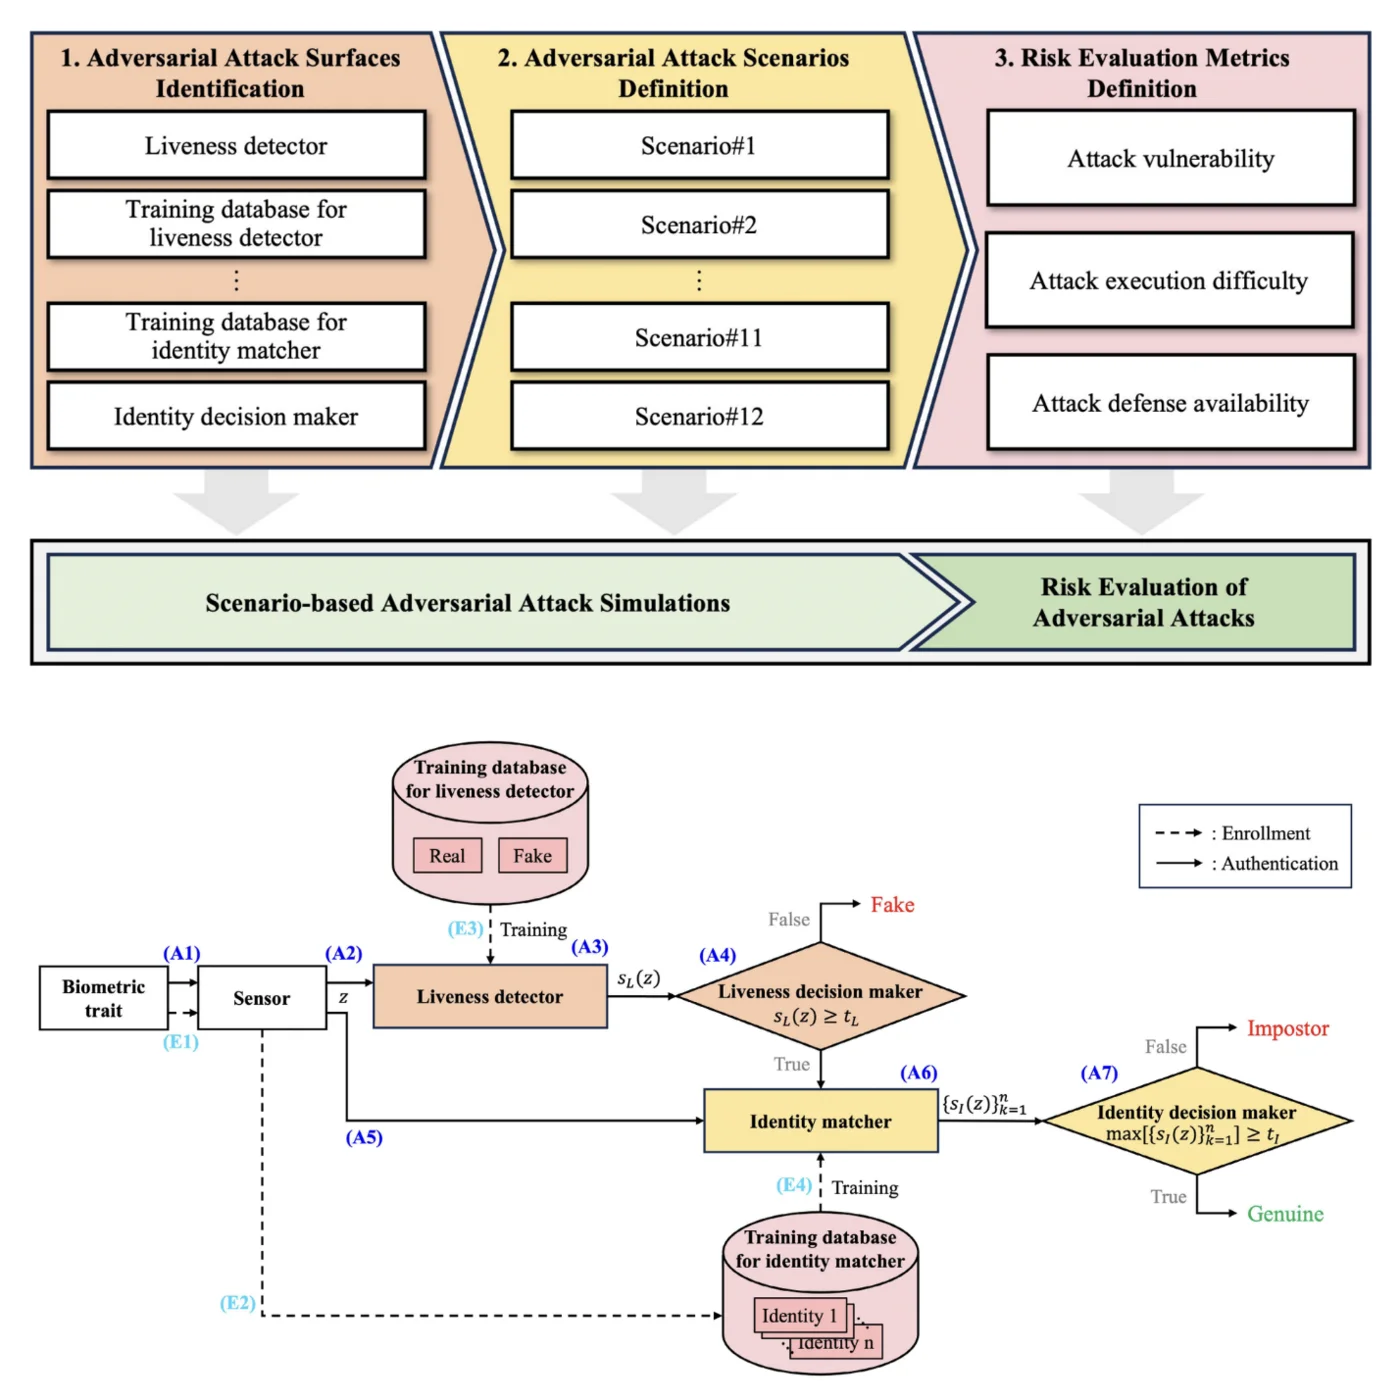 1. Adversarial Attack Surfaces
Identification
Liveness detector
Training database for
liveness detector
⋮
Training database for
identity matcher
Identity decision maker
2. Adversarial Attack Scenarios
Definition
Scenario#1
Scenario#2
⋮
Scenario#11
Scenario#12
3. Risk Evaluation Metrics
Definition
Attack vulnerability
Attack execution difficulty
Attack defense availability
Scenario-based Adversarial Attack Simulations
Risk Evaluation of
Adversarial Attacks
Training database
for liveness detector
Real
Fake
(E3)
Training
: Enrollment
: Authentication
Biometric
trait
(A1)
(E1)
Sensor
(A2)
z
Liveness detector
(A3)
s_L(z)
(A4)
False
Fake
Liveness decision maker
s_L(z) ≥ t_L
True
(A5)
Identity matcher
(A6)
{s_I(z)}_{k=1}^n
(A7)
False
Impostor
Identity decision maker
max[{s_I(z)}_{k=1}^n] ≥ t_I
True
Genuine
(E4)
Training
(E2)
Training database
for identity matcher
Identity 1
Identity n